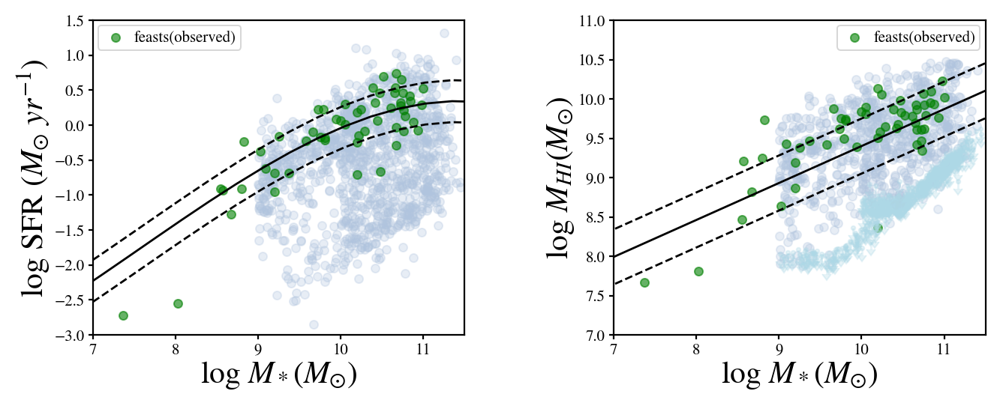 feasts(observed)
1.5
1.0
0.5
0.0
−0.5
−1.0
−1.5
−2.0
−2.5
−3.0
7 8 9 10 11
log SFR (M⊙ yr⁻¹)
log M*(M⊙)
feasts(observed)
11.0
10.5
10.0
9.5
9.0
8.5
8.0
7.5
7.0
7 8 9 10 11
log M_HI(M⊙)
log M*(M⊙)